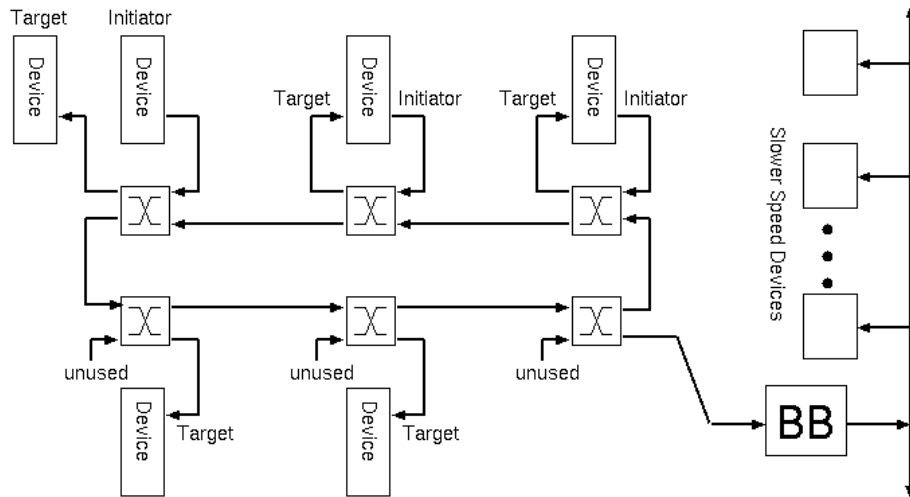 Target
Initiator
Device
Device
Target
Device
Initiator
Target
Device
Initiator
Slower Speed Devices
unused
unused
unused
Device
Target
Device
Target
BB